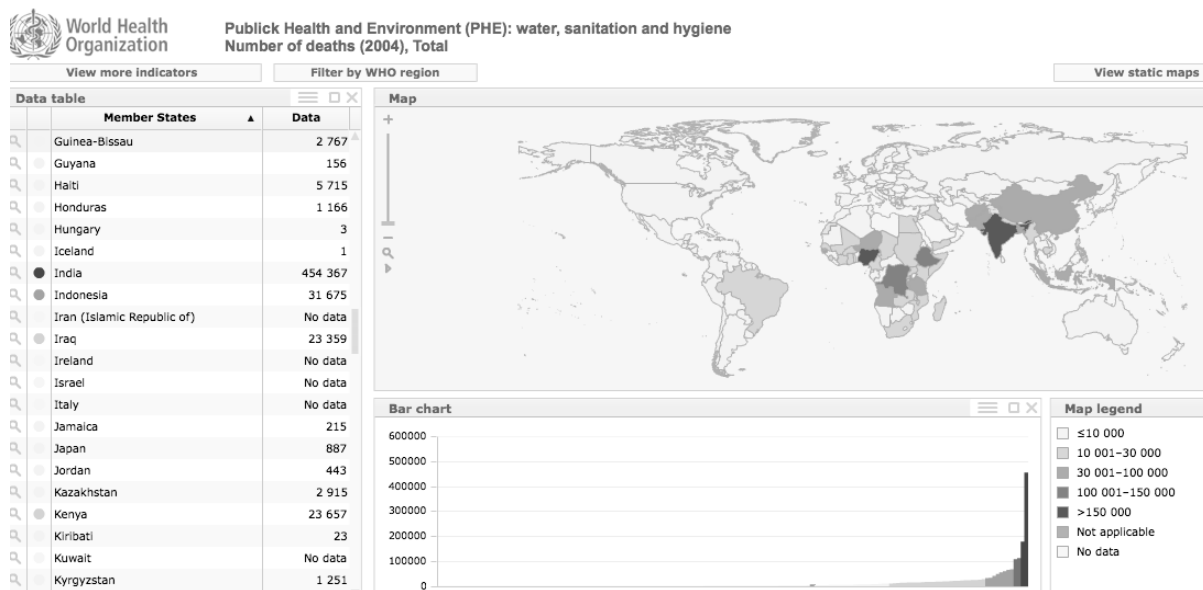 World Health
Organization
Publick Health and Environment (PHE): water, sanitation and hygiene
Number of deaths (2004), Total
View more indicators
Filter by WHO region
View static maps
Data table
Member States
Data
Guinea-Bissau 2 767
Guyana 156
Haiti 5 715
Honduras 1 166
Hungary 3
Iceland 1
India 454 367
Indonesia 31 675
Iran (Islamic Republic of) No data
Iraq 23 359
Ireland No data
Israel No data
Italy No data
Jamaica 215
Japan 887
Jordan 443
Kazakhstan 2 915
Kenya 23 657
Kiribati 23
Kuwait No data
Kyrgyzstan 1 251
Map
Bar chart
600000
500000
400000
300000
200000
100000
0
Map legend
≤10 000
10 001–30 000
30 001–100 000
100 001–150 000
>150 000
Not applicable
No data